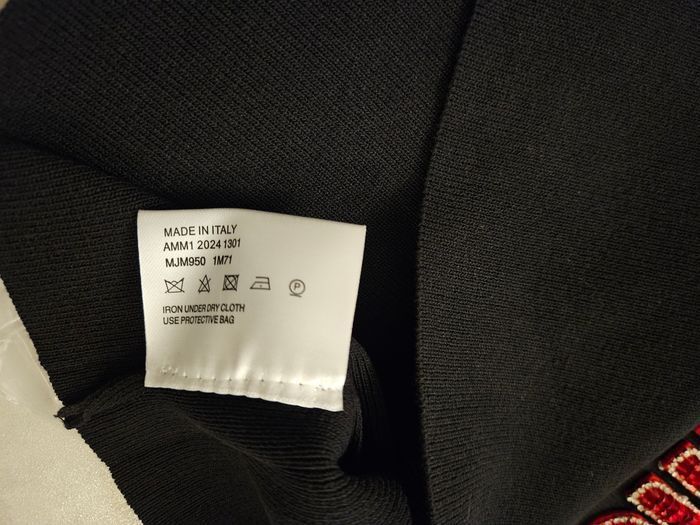 MADE IN ITALY
AMM1 2024 1301
MJM950 1M71
P
IRON UNDER DRY CLOTH
USE PROTECTIVE BAG